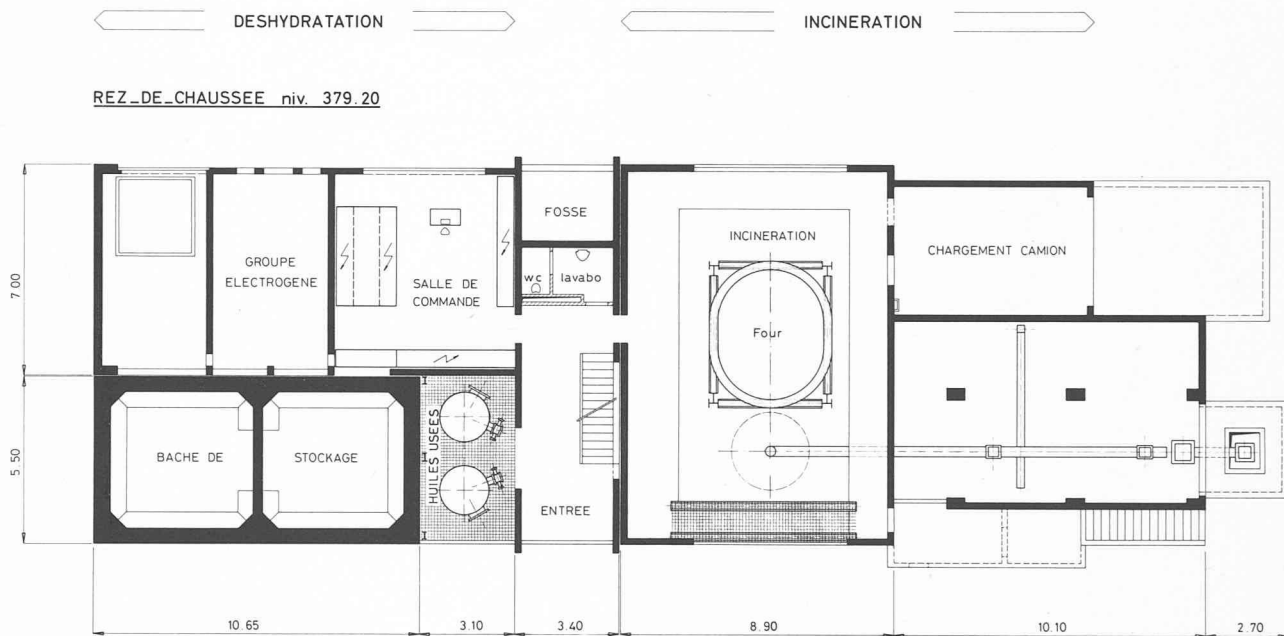 DESHYDRATATION
INCINERATION
REZ_DE_CHAUSSEE niv. 379.20
7.00
5.50
GROUPE
ELECTROGENE
SALLE DE
COMMANDE
FOSSE
wc
lavabo
INCINERATION
Four
CHARGEMENT CAMION
BACHE DE
STOCKAGE
HUILES USEES
ENTREE
10.65
3.10
3.40
8.90
10.10
2.70